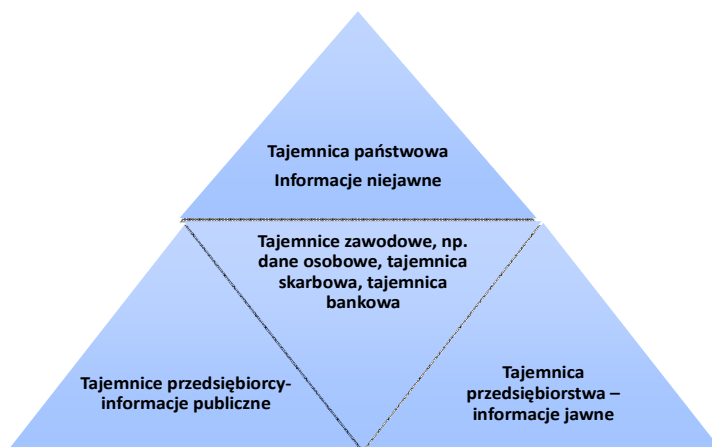 Tajemnica państwowa
Informacje niejawne
Tajemnice zawodowe, np.
dane osobowe, tajemnica
skarbowa, tajemnica
bankowa
Tajemnice przedsiębiorcy-
informacje publiczne
Tajemnica
przedsiębiorstwa –
informacje jawne